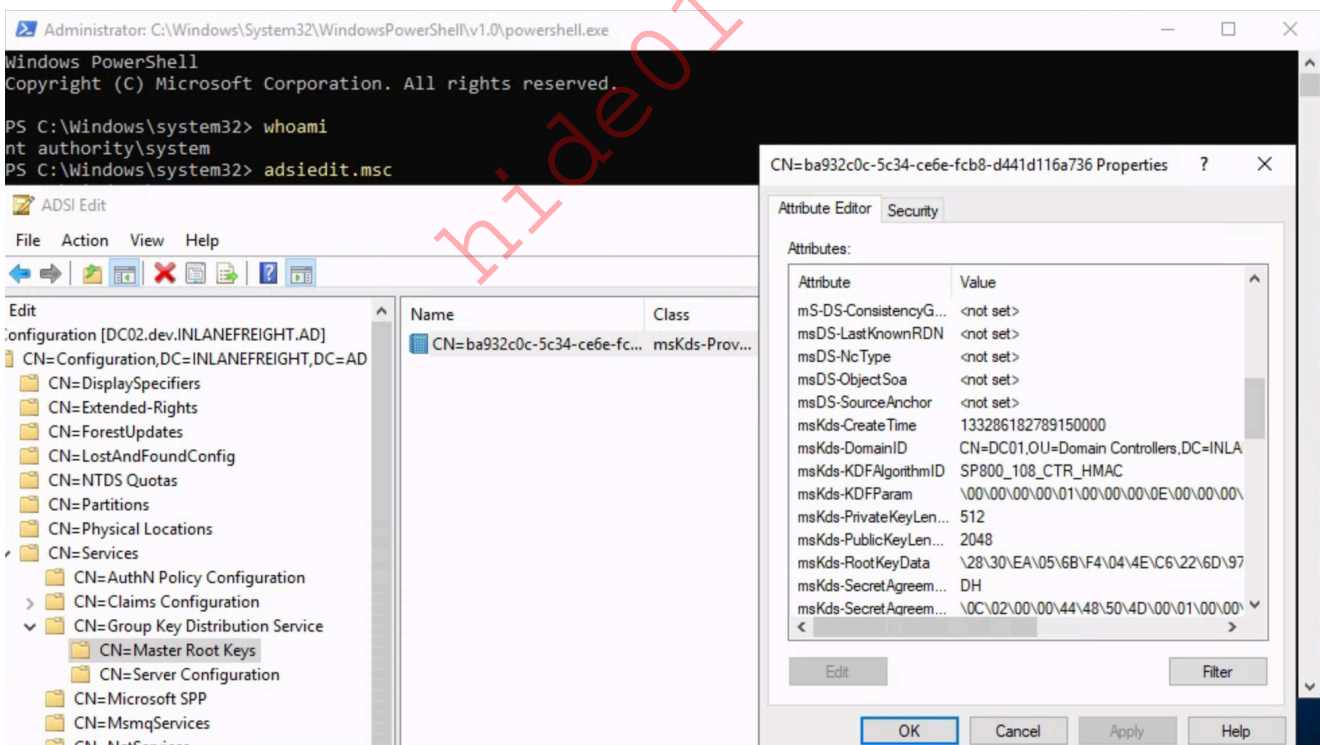 Administrator: C:\Windows\System32\WindowsPowerShell\v1.0\powershell.exe
Windows PowerShell
Copyright (C) Microsoft Corporation. All rights reserved.
PS C:\Windows\system32> whoami
nt authority\system
PS C:\Windows\system32> adsiedit.msc
hide01
ADSI Edit
File Action View Help
Edit
Configuration [DC02.dev.INLANEFREIGHT.AD]
CN=Configuration,DC=INLANEFREIGHT,DC=AD
CN=DisplaySpecifiers
CN=Extended-Rights
CN=ForestUpdates
CN=LostAndFoundConfig
CN=NTDS Quotas
CN=Partitions
CN=Physical Locations
CN=Services
CN=AuthN Policy Configuration
CN=Claims Configuration
CN=Group Key Distribution Service
CN=Master Root Keys
CN=Server Configuration
CN=Microsoft SPP
CN=MsmqServices
Name Class
CN=ba932c0c-5c34-ce6e-fc... msKds-Prov...
CN=ba932c0c-5c34-ce6e-fcb8-d441d116a736 Properties ?
Attribute Editor Security
Attributes:
Attribute Value
mS-DS-ConsistencyG... <not set>
msDS-LastKnownRDN <not set>
msDS-NcType <not set>
msDS-ObjectSoa <not set>
msDS-SourceAnchor <not set>
msKds-CreateTime 133286182789150000
msKds-DomainID CN=DC01,OU=Domain Controllers,DC=INLA
msKds-KDFAlgorithmID SP800_108_CTR_HMAC
msKds-KDFParam \00\00\00\00\01\00\00\00\0E\00\00\00\
msKds-PrivateKeyLen... 512
msKds-PublicKeyLen... 2048
msKds-RootKeyData \28\30\EA\05\6B\F4\04\4E\C6\22\6D\97
msKds-SecretAgreem... DH
msKds-SecretAgreem... \0C\02\00\00\44\48\50\4D\00\01\00\00\
Edit Filter
OK Cancel Apply Help